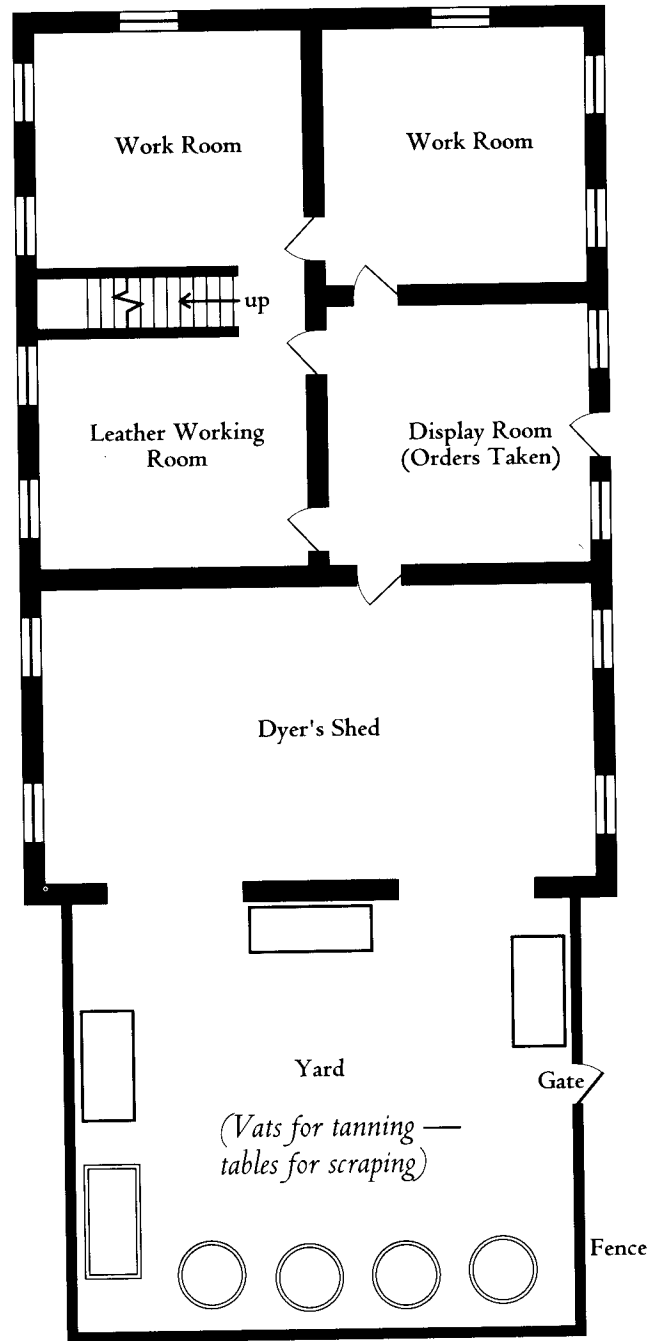 Work Room
Work Room
up
Leather Working
Room
Display Room
(Orders Taken)
Dyer's Shed
Yard
Gate
(Vats for tanning —
tables for scraping)
Fence